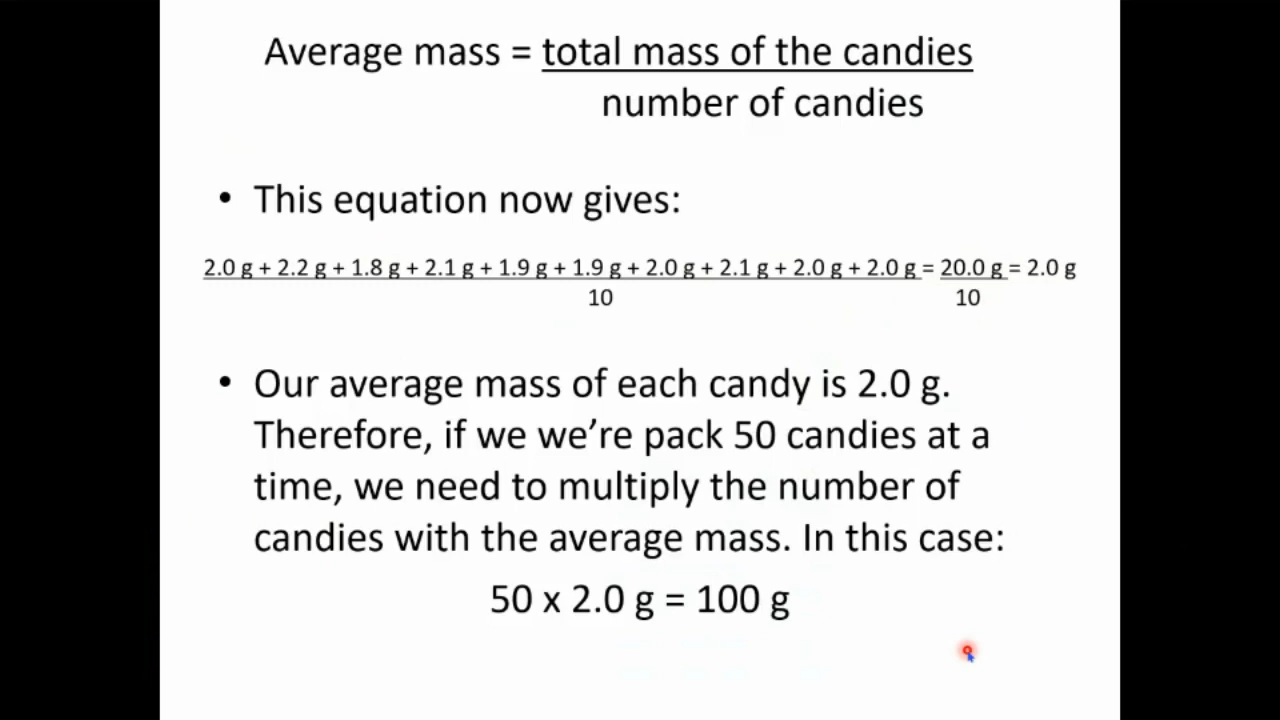 Average mass = total mass of the candies
number of candies
• This equation now gives:
2.0 g + 2.2 g + 1.8 g + 2.1 g + 1.9 g + 1.9 g + 2.0 g + 2.1 g + 2.0 g + 2.0 g = 20.0 g = 2.0 g
10 10
• Our average mass of each candy is 2.0 g.
Therefore, if we we’re pack 50 candies at a
time, we need to multiply the number of
candies with the average mass. In this case:
50 x 2.0 g = 100 g